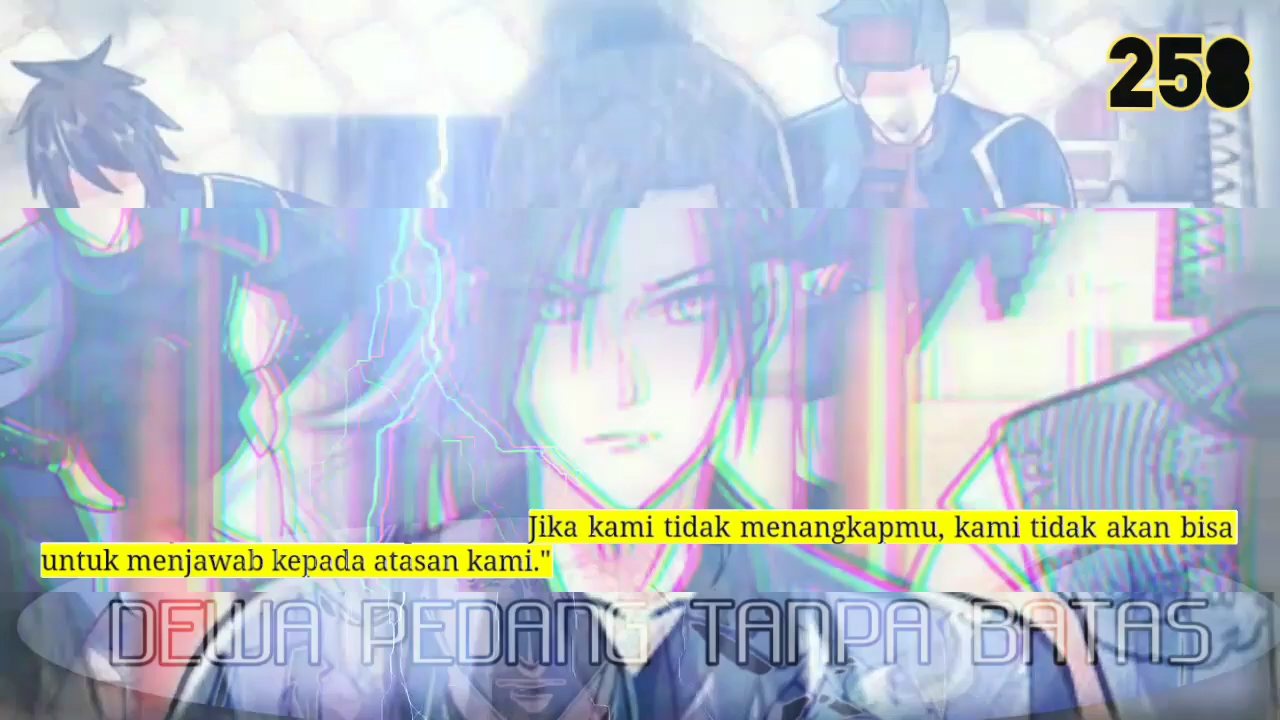 258
Jika kami tidak menangkapmu, kami tidak akan bisa
untuk menjawab kepada atasan kami."
DEWA PEDANG TANPA BATAS